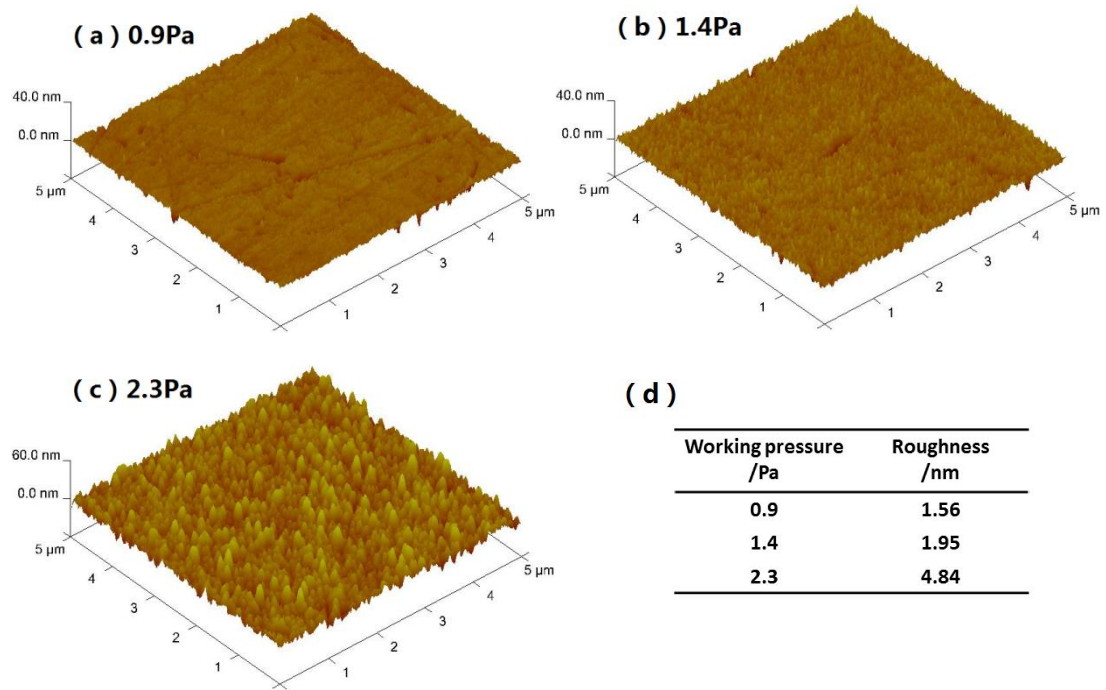 ( a ) 0.9Pa
40.0 nm
0.0 nm
5 µm
4
3
2
1
1
2
3
4
5 µm
( b ) 1.4Pa
40.0 nm
0.0 nm
5 µm
4
3
2
1
1
2
3
4
5 µm
( c ) 2.3Pa
60.0 nm
0.0 nm
5 µm
4
3
2
1
1
2
3
4
5 µm
( d )
Working pressure Roughness
/Pa /nm
0.9 1.56
1.4 1.95
2.3 4.84